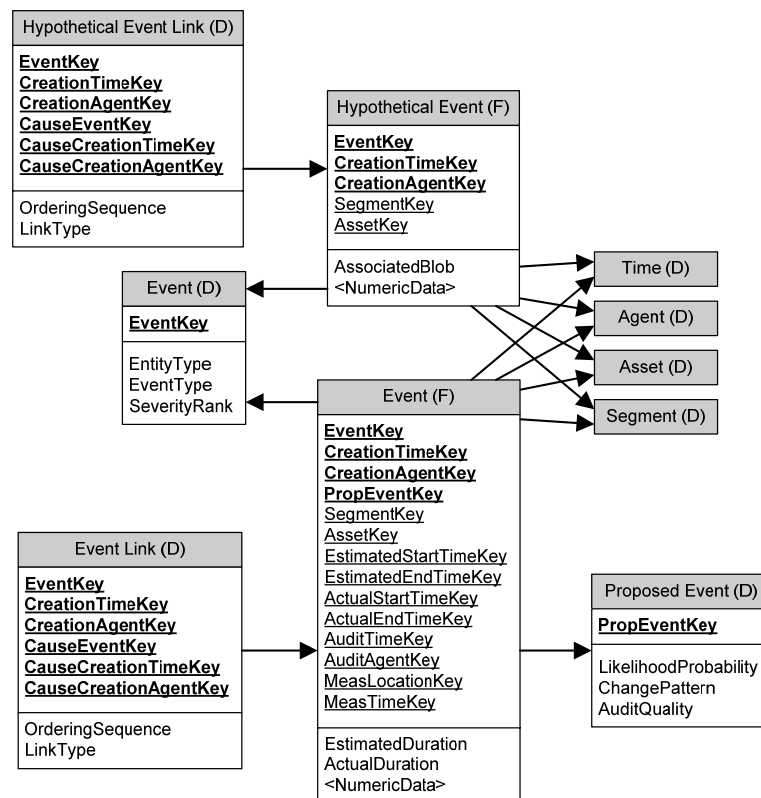 Hypothetical Event Link (D)
EventKey
CreationTimeKey
CreationAgentKey
CauseEventKey
CauseCreationTimeKey
CauseCreationAgentKey
OrderingSequence
LinkType
Hypothetical Event (F)
EventKey
CreationTimeKey
CreationAgentKey
SegmentKey
AssetKey
AssociatedBlob
<NumericData>
Event (D)
EventKey
EntityType
EventType
SeverityRank
Time (D)
Agent (D)
Asset (D)
Segment (D)
Event (F)
EventKey
CreationTimeKey
CreationAgentKey
PropEventKey
SegmentKey
AssetKey
EstimatedStartTimeKey
EstimatedEndTimeKey
ActualStartTimeKey
ActualEndTimeKey
AuditTimeKey
AuditAgentKey
MeasLocationKey
MeasTimeKey
EstimatedDuration
ActualDuration
<NumericData>
Event Link (D)
EventKey
CreationTimeKey
CreationAgentKey
CauseEventKey
CauseCreationTimeKey
CauseCreationAgentKey
OrderingSequence
LinkType
Proposed Event (D)
PropEventKey
LikelihoodProbability
ChangePattern
AuditQuality